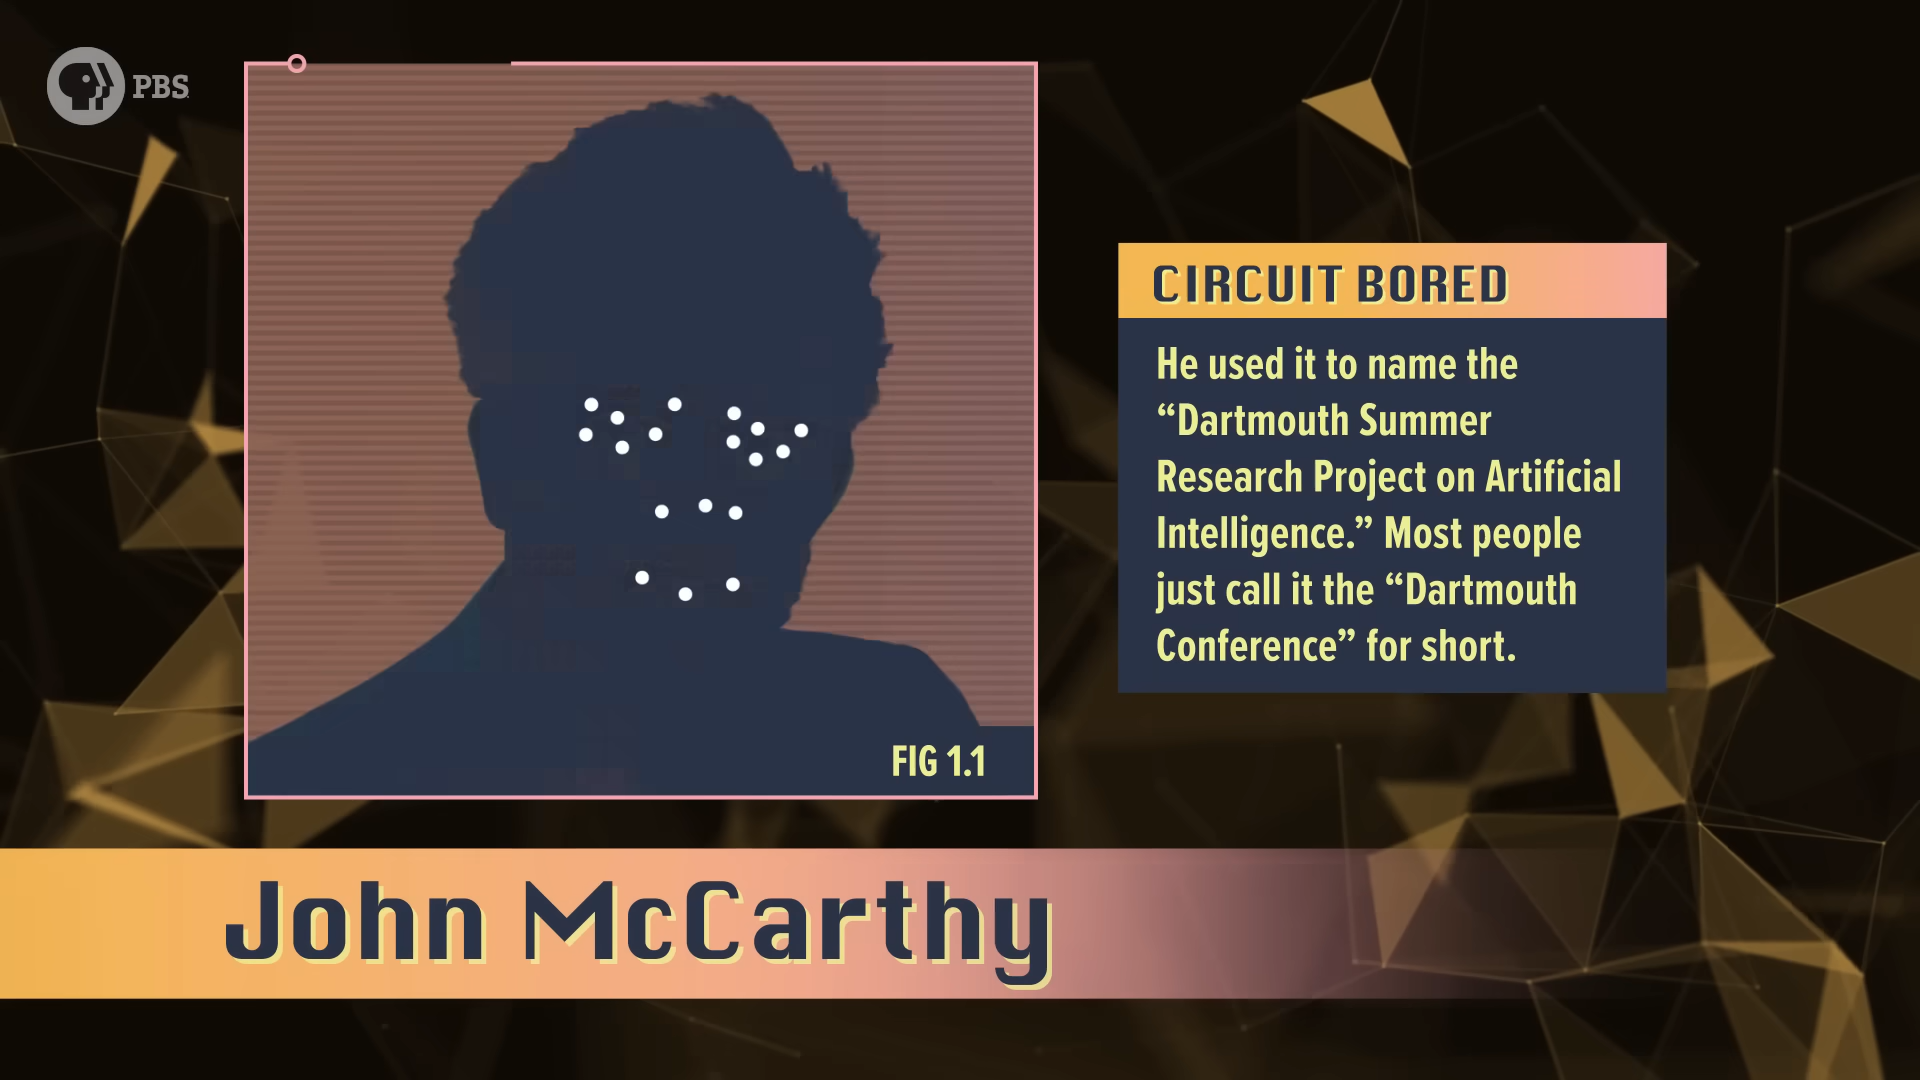 PBS
CIRCUIT BORED
He used it to name the
“Dartmouth Summer
Research Project on Artificial
Intelligence.” Most people
just call it the “Dartmouth
Conference” for short.
FIG 1.1
John McCarthy